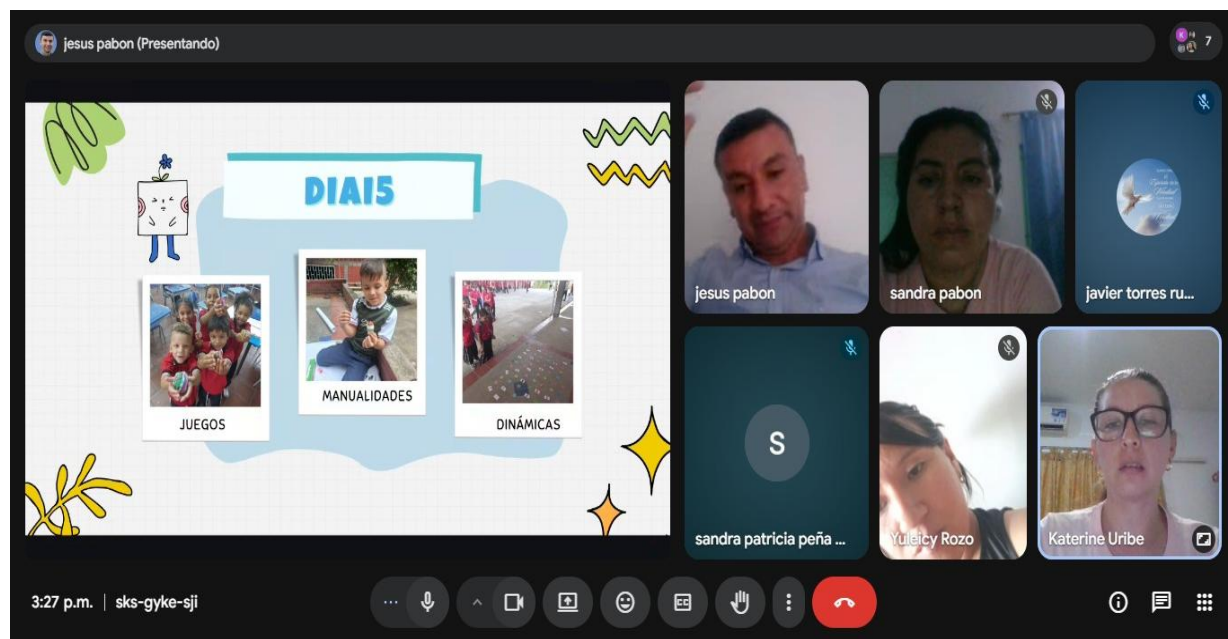 jesus pabon (Presentando)
7
DIA15
JUEGOS
MANUALIDADES
DINÁMICAS
jesus pabon
sandra pabon
javier torres ru...
S
sandra patricia peña ...
Yuleicy Rozo
Katerine Uribe
3:27 p.m. | sks-gyke-sji
CC